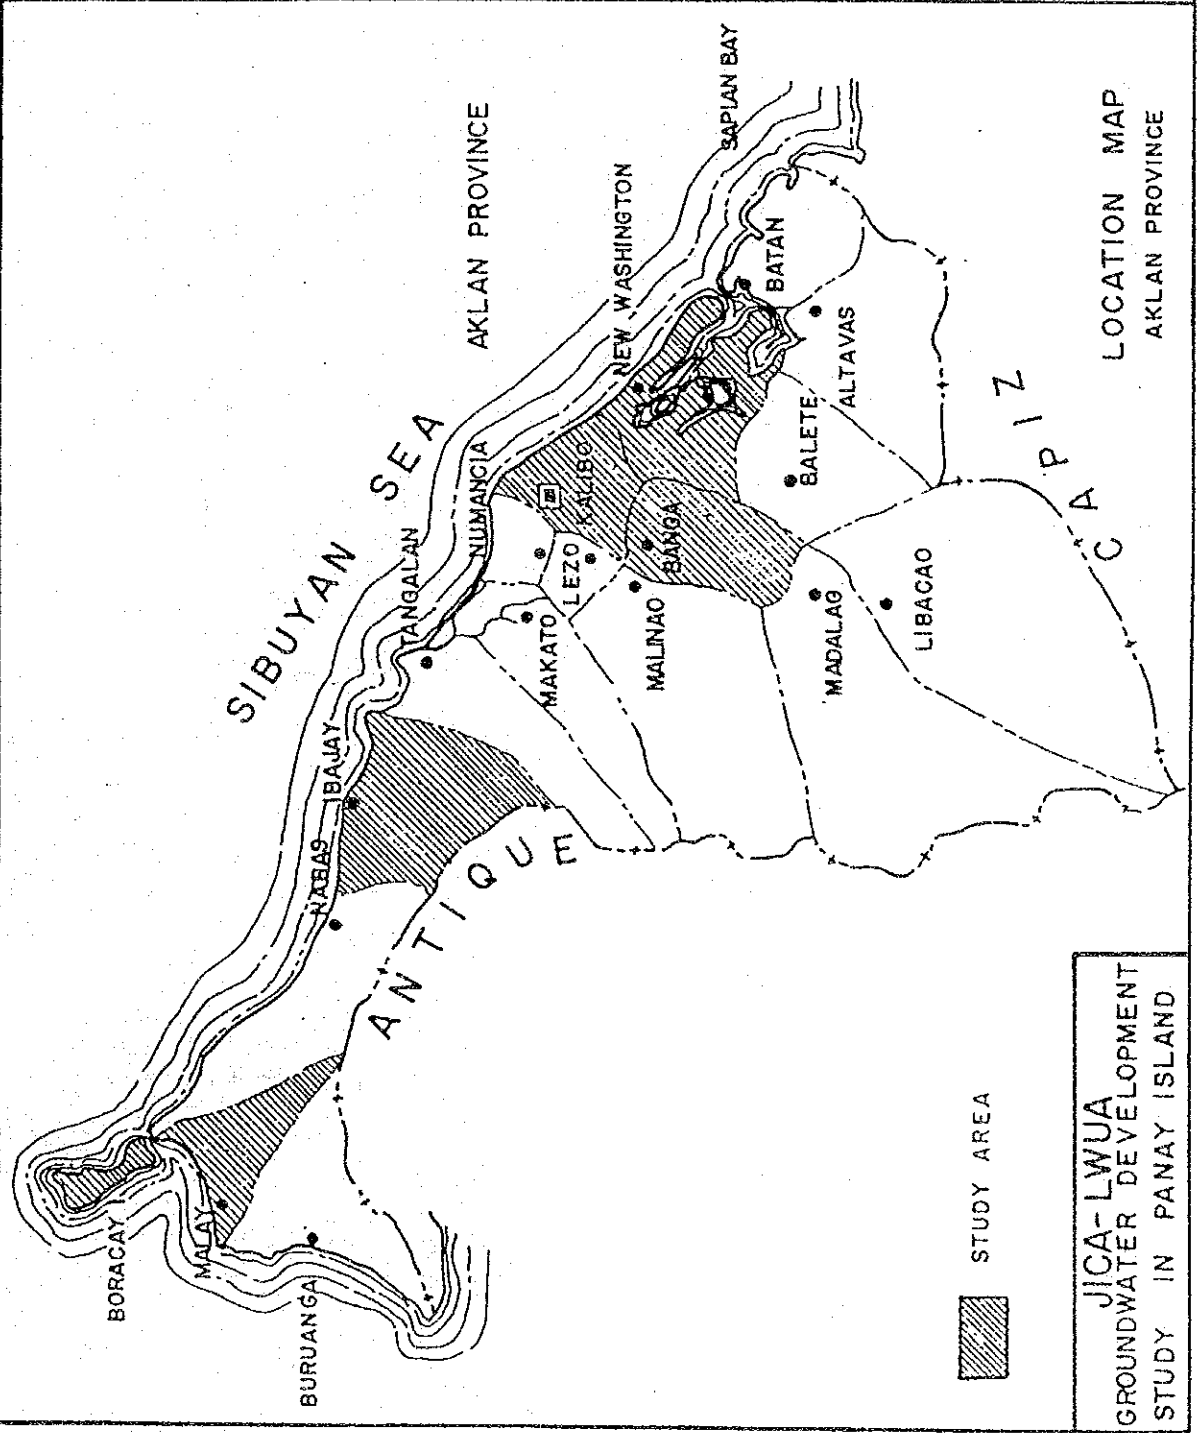 SIBUYAN SEA
AKLAN PROVINCE
BORACAY
MALAY
BURUANGA
NABAS
IBAJAY
TANGALAN
NUMANCIA
MAKATO
LEZO
KALIBO
NEW WASHINGTON
SAPIAN BAY
BATAN
BANGA
MALINAO
BALETE
ALTAVAS
MADALAG
LIBACAO
ANTIQUE
CAPIZ
STUDY AREA
LOCATION MAP
AKLAN PROVINCE
JICA-LWUA
GROUNDWATER DEVELOPMENT
STUDY IN PANAY ISLAND